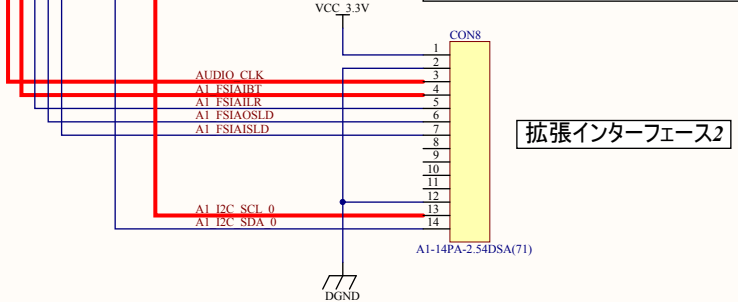 VCC_3.3V
CON8
1
2
AUDIO_CLK 3
A1_FSIAIBT 4
A1_FSIAILR 5
A1_FSIAOSLD 6
A1_FSIAISLD 7
8
9
10
11
12
A1_I2C_SCL_0 13
A1_I2C_SDA_0 14
拡張インターフェース2
A1-14PA-2.54DSA(71)
DGND